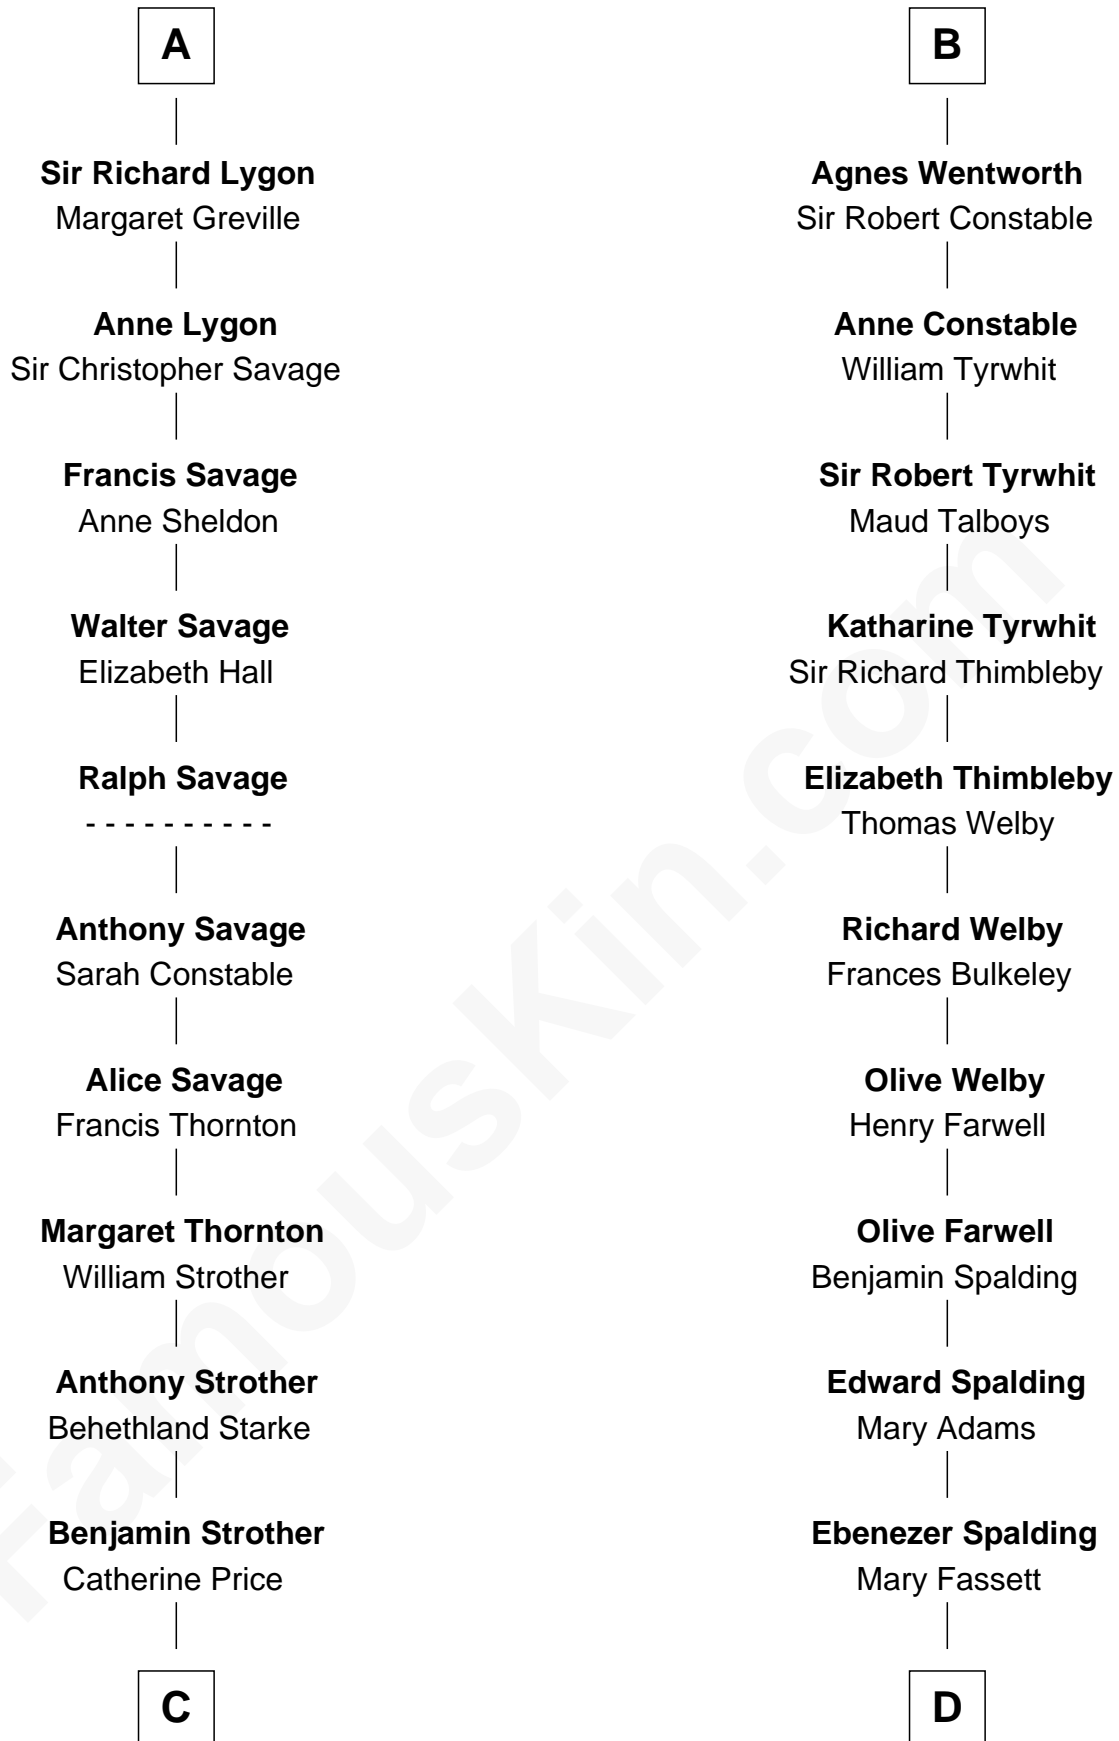 A
Sir Richard Lygon
Margaret Greville
Anne Lygon
Sir Christopher Savage
Francis Savage
Anne Sheldon
Walter Savage
Elizabeth Hall
Ralph Savage
- - - - - - - - - -
Anthony Savage
Sarah Constable
Alice Savage
Francis Thornton
Margaret Thornton
William Strother
Anthony Strother
Behethland Starke
Benjamin Strother
Catherine Price
C
B
Agnes Wentworth
Sir Robert Constable
Anne Constable
William Tyrwhit
Sir Robert Tyrwhit
Maud Talboys
Katharine Tyrwhit
Sir Richard Thimbleby
Elizabeth Thimbleby
Thomas Welby
Richard Welby
Frances Bulkeley
Olive Welby
Henry Farwell
Olive Farwell
Benjamin Spalding
Edward Spalding
Mary Adams
Ebenezer Spalding
Mary Fassett
D
FamousKin.com